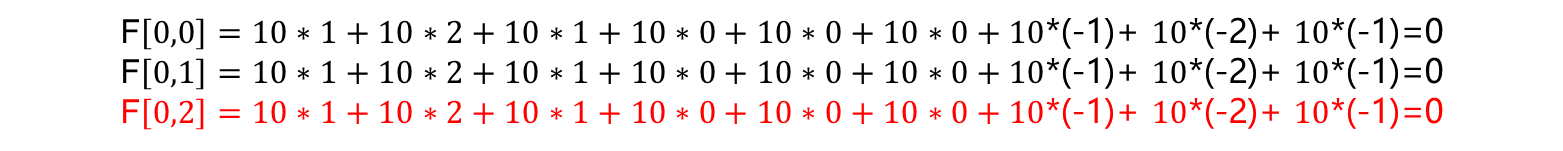 F[0,0] = 10 ∗ 1 + 10 ∗ 2 + 10 ∗ 1 + 10 ∗ 0 + 10 ∗ 0 + 10 ∗ 0 + 10*(-1)+ 10*(-2)+ 10*(-1)=0
F[0,1] = 10 ∗ 1 + 10 ∗ 2 + 10 ∗ 1 + 10 ∗ 0 + 10 ∗ 0 + 10 ∗ 0 + 10*(-1)+ 10*(-2)+ 10*(-1)=0
F[0,2] = 10 ∗ 1 + 10 ∗ 2 + 10 ∗ 1 + 10 ∗ 0 + 10 ∗ 0 + 10 ∗ 0 + 10*(-1)+ 10*(-2)+ 10*(-1)=0